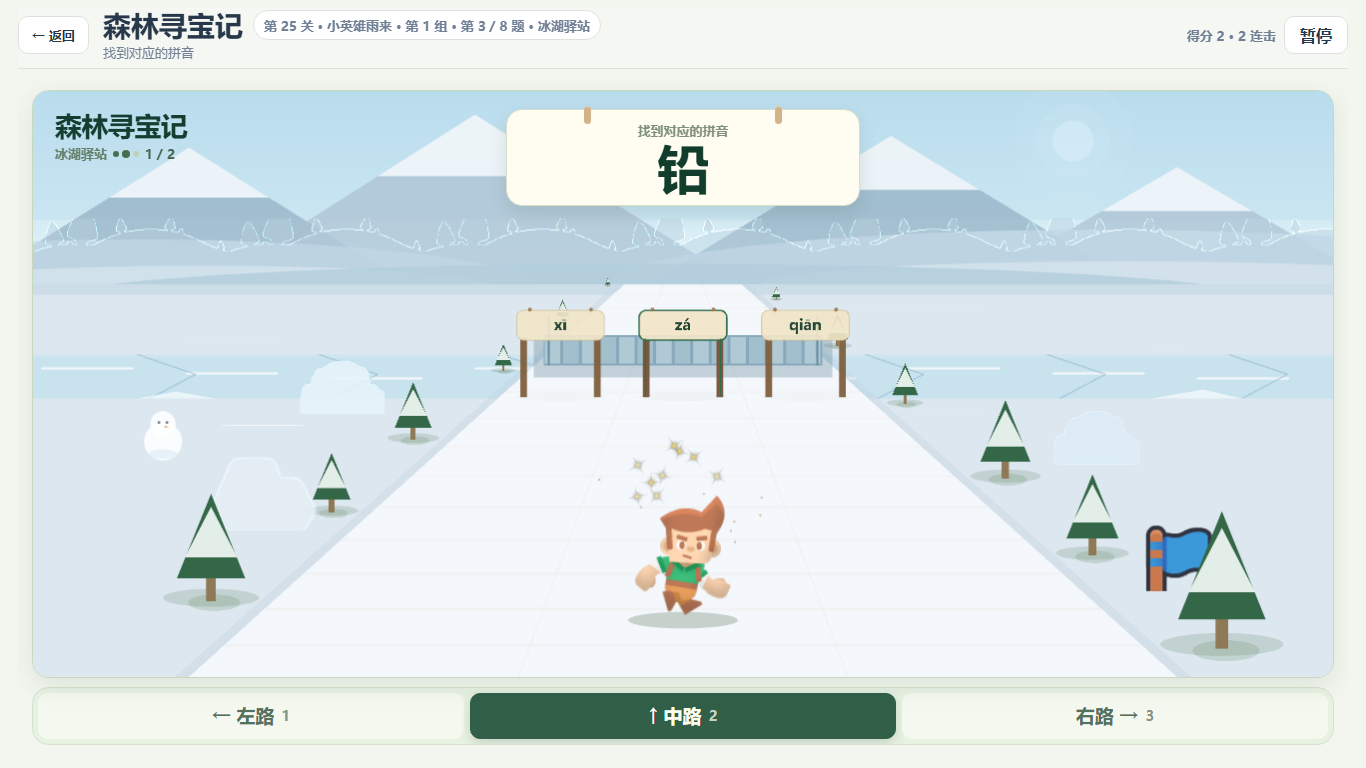 ← 返回
森林寻宝记
第 25 关 • 小英雄雨来 • 第 1 组 • 第 3 / 8 题 • 冰湖驿站
找到对应的拼音
得分 2 • 2 连击
暂停
森林寻宝记
冰湖驿站 1 / 2
找到对应的拼音
铅
xī
zá
qiān
← 左路 1
↑ 中路 2
右路 → 3